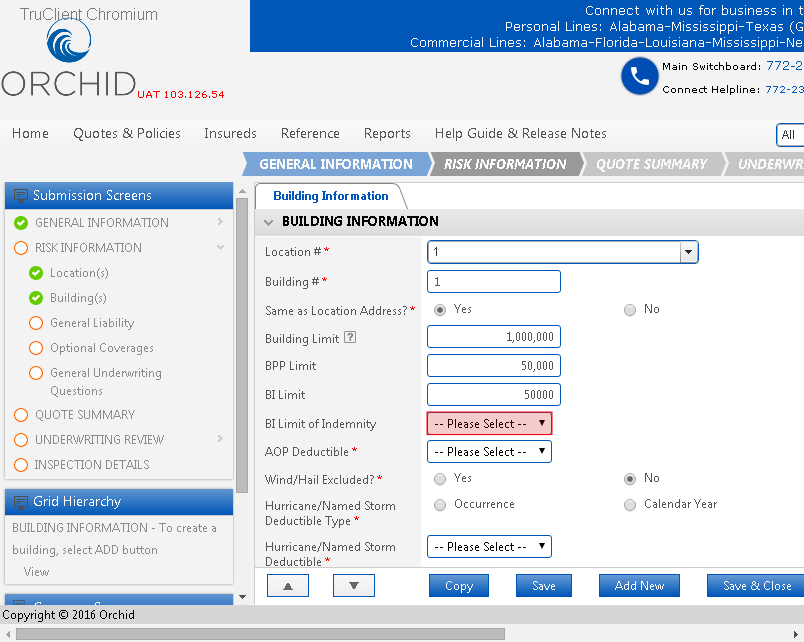 TruClient Chromium
ORCHID
UAT 103.126.54
Connect with us for business in t
Personal Lines: Alabama-Mississippi-Texas (G
Commercial Lines: Alabama-Florida-Louisiana-Mississippi-Ne
Main Switchboard: 772-2
Connect Helpline: 772-23
Home Quotes & Policies Insureds Reference Reports Help Guide & Release Notes All
GENERAL INFORMATION RISK INFORMATION QUOTE SUMMARY UNDERWR
Submission Screens
GENERAL INFORMATION
RISK INFORMATION
Location(s)
Building(s)
General Liability
Optional Coverages
General Underwriting
Questions
QUOTE SUMMARY
UNDERWRITING REVIEW
INSPECTION DETAILS
Grid Hierarchy
BUILDING INFORMATION - To create a
building, select ADD button
View
Building Information
BUILDING INFORMATION
Location #* 1
Building #* 1
Same as Location Address?* Yes No
Building Limit ? 1,000,000
BPP Limit 50,000
BI Limit 50000
BI Limit of Indemnity -- Please Select --
AOP Deductible * -- Please Select --
Wind/Hail Excluded?* Yes No
Hurricane/Named Storm
Deductible Type * Occurrence Calendar Year
Hurricane/Named Storm
Deductible * -- Please Select --
Copy Save Add New Save & Close
Copyright © 2016 Orchid